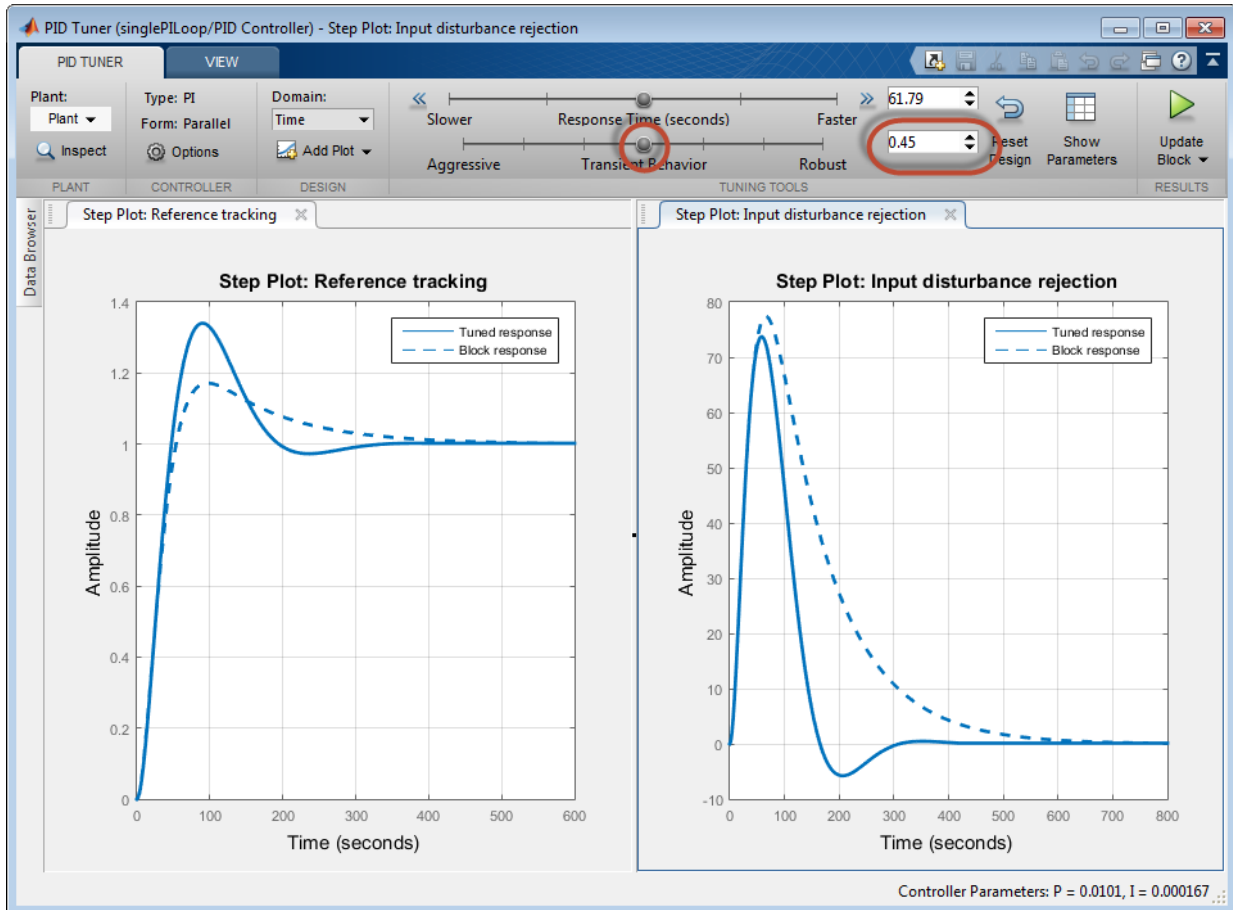 PID Tuner (singlePILoop/PID Controller) - Step Plot: Input disturbance rejection
PID TUNER
VIEW
Plant:
Plant
Inspect
PLANT
Type: PI
Form: Parallel
Options
CONTROLLER
Domain:
Time
Add Plot
DESIGN
Slower
Response Time (seconds)
Faster
61.79
Aggressive
Transient Behavior
Robust
0.45
TUNING TOOLS
Reset
Design
Show
Parameters
Update
Block
RESULTS
Data Browser
Step Plot: Reference tracking
Step Plot: Reference tracking
Tuned response
Block response
1.4
1.2
1
0.8
0.6
0.4
0.2
0
Amplitude
0 100 200 300 400 500 600
Time (seconds)
Step Plot: Input disturbance rejection
Step Plot: Input disturbance rejection
Tuned response
Block response
80
70
60
50
40
30
20
10
0
-10
Amplitude
0 100 200 300 400 500 600 700 800
Time (seconds)
Controller Parameters: P = 0.0101, I = 0.000167